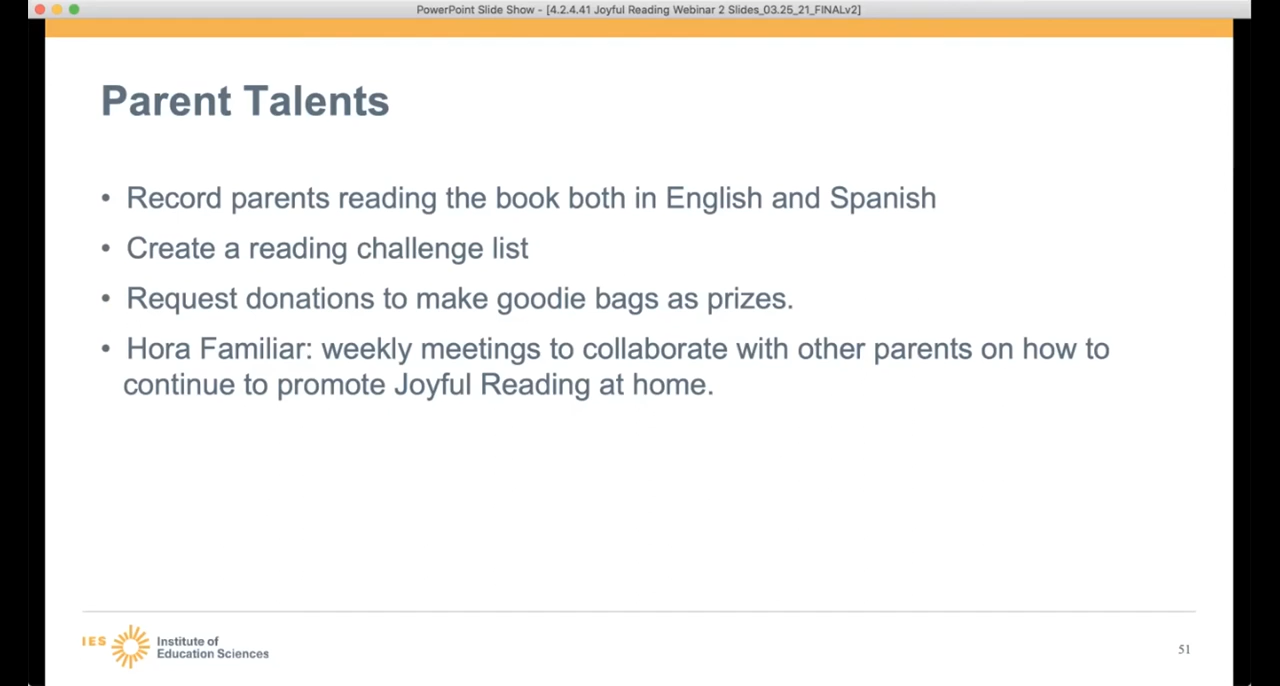 PowerPoint Slide Show - [4.2.4.41 Joyful Reading Webinar 2 Slides_03.25_21_FINALv2]
Parent Talents
• Record parents reading the book both in English and Spanish
• Create a reading challenge list
• Request donations to make goodie bags as prizes.
• Hora Familiar: weekly meetings to collaborate with other parents on how to
continue to promote Joyful Reading at home.
IES
Institute of
Education Sciences
51